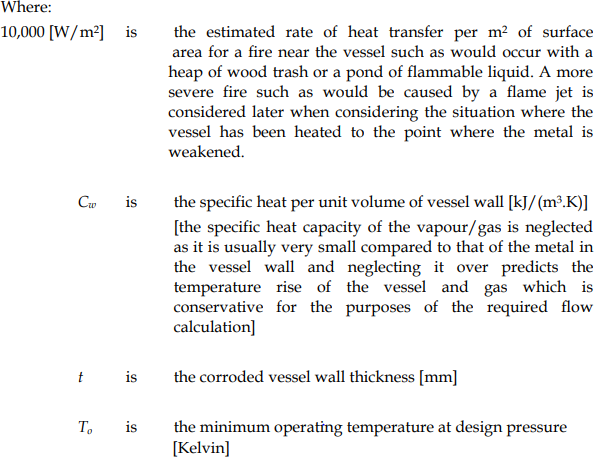 Where:
10,000 [W/m²] is the estimated rate of heat transfer per m² of surface
area for a fire near the vessel such as would occur with a
heap of wood trash or a pond of flammable liquid. A more
severe fire such as would be caused by a flame jet is
considered later when considering the situation where the
vessel has been heated to the point where the metal is
weakened.
Cw is the specific heat per unit volume of vessel wall [kJ/(m³.K)]
[the specific heat capacity of the vapour/gas is neglected
as it is usually very small compared to that of the metal in
the vessel wall and neglecting it over predicts the
temperature rise of the vessel and gas which is
conservative for the purposes of the required flow
calculation]
t is the corroded vessel wall thickness [mm]
To is the minimum operating temperature at design pressure
[Kelvin]